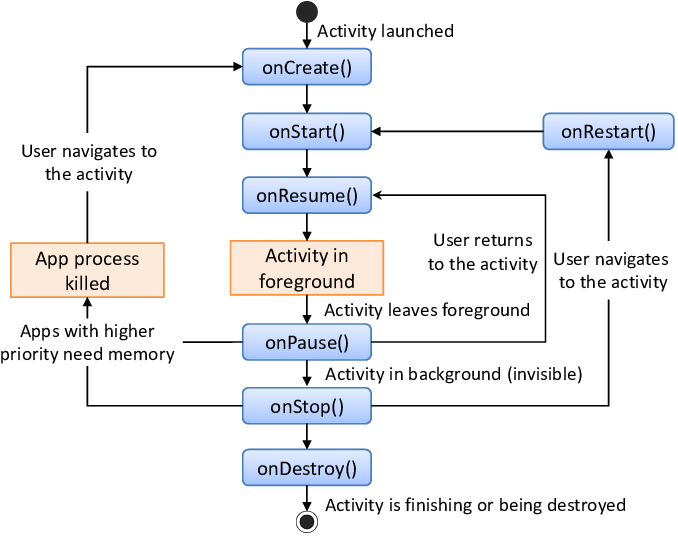 Activity launched
onCreate()
onStart()
onRestart()
User navigates to
the activity
onResume()
App process
killed
Activity in
foreground
User returns
to the activity
User navigates
to the activity
Activity leaves foreground
Apps with higher
priority need memory
onPause()
Activity in background (invisible)
onStop()
onDestroy()
Activity is finishing or being destroyed